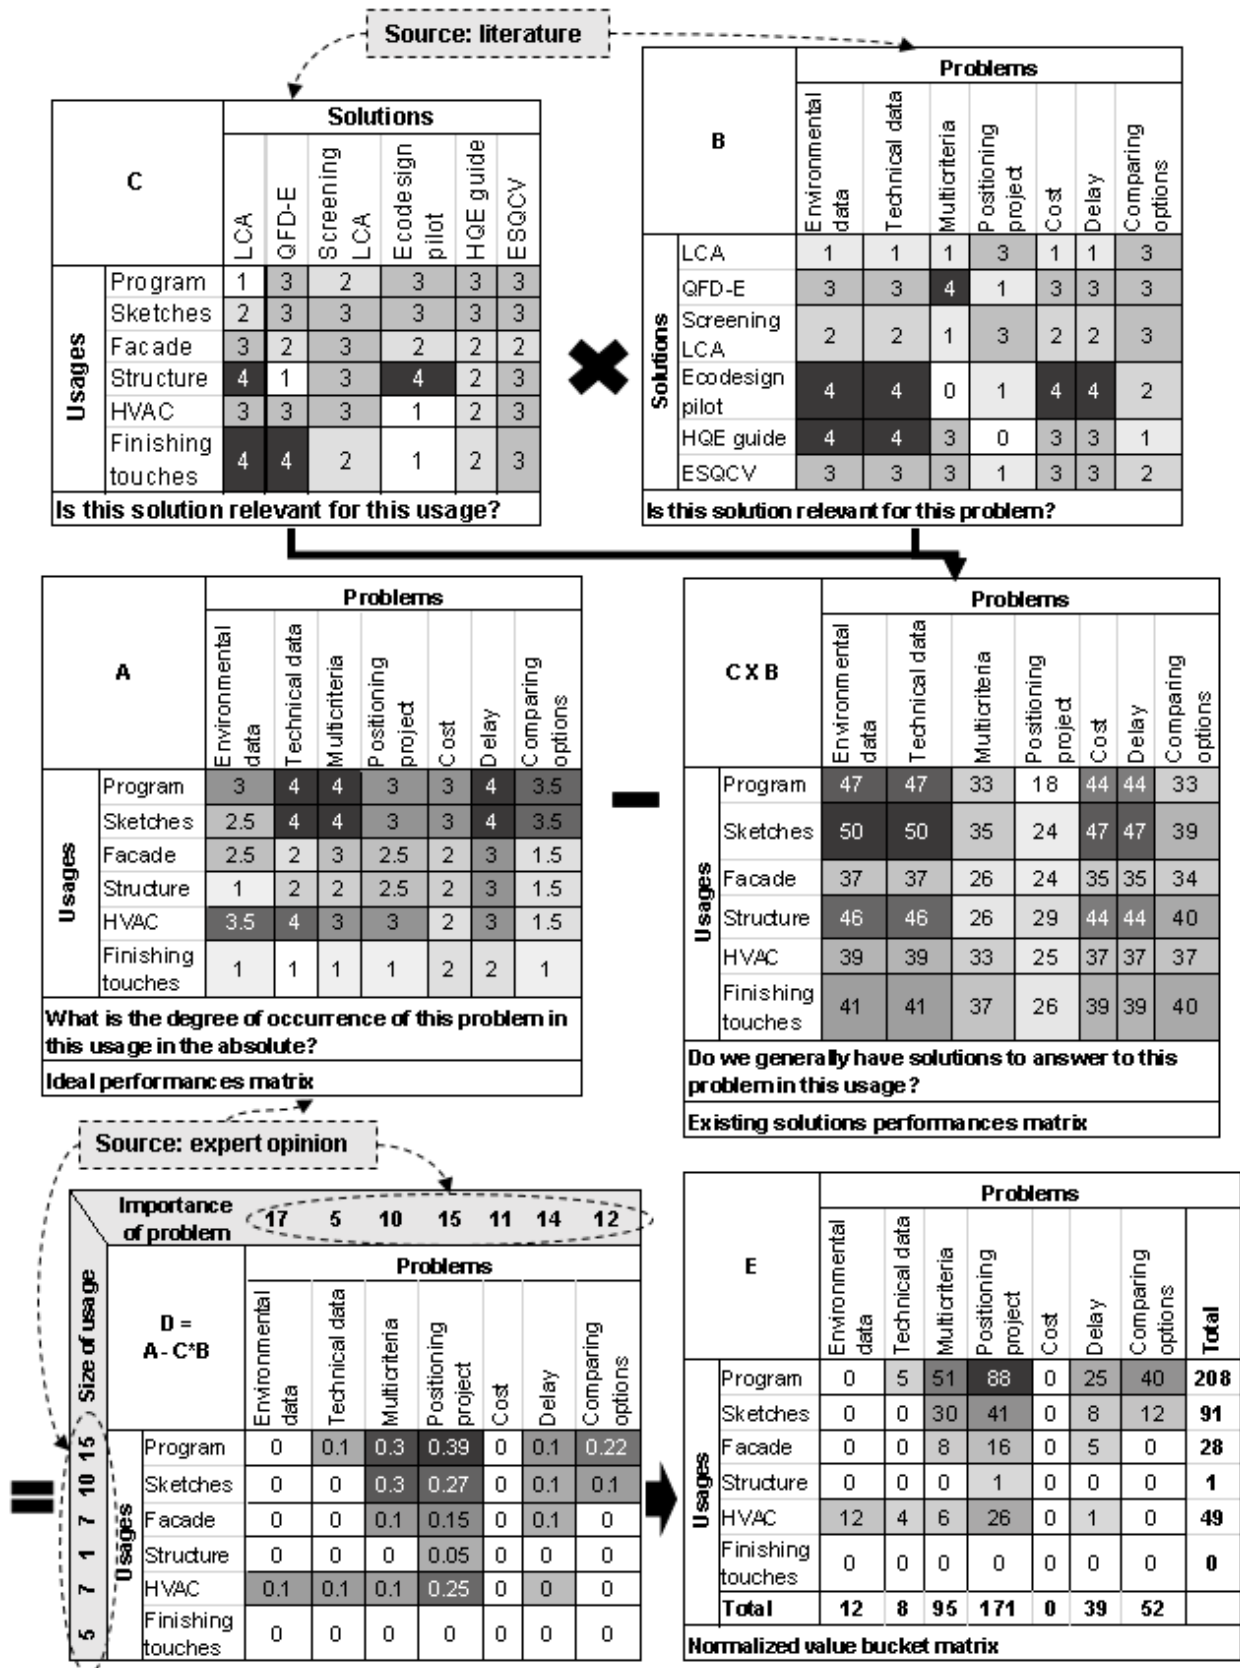 Source: literature
C
Solutions
LCA
QFD-E
Screening LCA
Ecodesign pilot
HQE guide
ESQCV
Usages
Program 1 3 2 3 3 3
Sketches 2 3 3 3 3 3
Facade 3 2 3 2 2 2
Structure 4 1 3 4 2 3
HVAC 3 3 3 1 2 3
Finishing touches 4 4 2 1 2 3
Is this solution relevant for this usage?
B
Problems
Environmental data
Technical data
Multicriteria
Positioning project
Cost
Delay
Comparing options
Solutions
LCA 1 1 1 3 1 1 3
QFD-E 3 3 4 1 3 3 3
Screening LCA 2 2 1 3 2 2 3
Ecodesign pilot 4 4 0 1 4 4 2
HQE guide 4 4 3 0 3 3 1
ESQCV 3 3 3 1 3 3 2
Is this solution relevant for this problem?
A
Problems
Environmental data
Technical data
Multicriteria
Positioning project
Cost
Delay
Comparing options
Usages
Program 3 4 4 3 3 4 3.5
Sketches 2.5 4 4 3 3 4 3.5
Facade 2.5 2 3 2.5 2 3 1.5
Structure 1 2 2 2.5 2 3 1.5
HVAC 3.5 4 3 3 2 3 1.5
Finishing touches 1 1 1 1 2 2 1
What is the degree of occurrence of this problem in
this usage in the absolute?
Ideal performances matrix
C X B
Problems
Environmental data
Technical data
Multicriteria
Positioning project
Cost
Delay
Comparing options
Usages
Program 47 47 33 18 44 44 33
Sketches 50 50 35 24 47 47 39
Facade 37 37 26 24 35 35 34
Structure 46 46 26 29 44 44 40
HVAC 39 39 33 25 37 37 37
Finishing touches 41 41 37 26 39 39 40
Do we generally have solutions to answer to this
problem in this usage?
Existing solutions performances matrix
Source: expert opinion
Importance of problem 17 5 10 15 11 14 12
Size of usage
15 10 7 1 7 5
D =
A - C*B
Problems
Environmental data
Technical data
Multicriteria
Positioning project
Cost
Delay
Comparing options
Usages
Program 0 0.1 0.3 0.39 0 0.1 0.22
Sketches 0 0 0.3 0.27 0 0.1 0.1
Facade 0 0 0.1 0.15 0 0.1 0
Structure 0 0 0 0.05 0 0 0
HVAC 0.1 0.1 0.1 0.25 0 0 0
Finishing touches 0 0 0 0 0 0 0
E
Problems
Environmental data
Technical data
Multicriteria
Positioning project
Cost
Delay
Comparing options
Total
Usages
Program 0 5 51 88 0 25 40 208
Sketches 0 0 30 41 0 8 12 91
Facade 0 0 8 16 0 5 0 28
Structure 0 0 0 1 0 0 0 1
HVAC 12 4 6 26 0 1 0 49
Finishing touches 0 0 0 0 0 0 0 0
Total 12 8 95 171 0 39 52
Normalized value bucket matrix